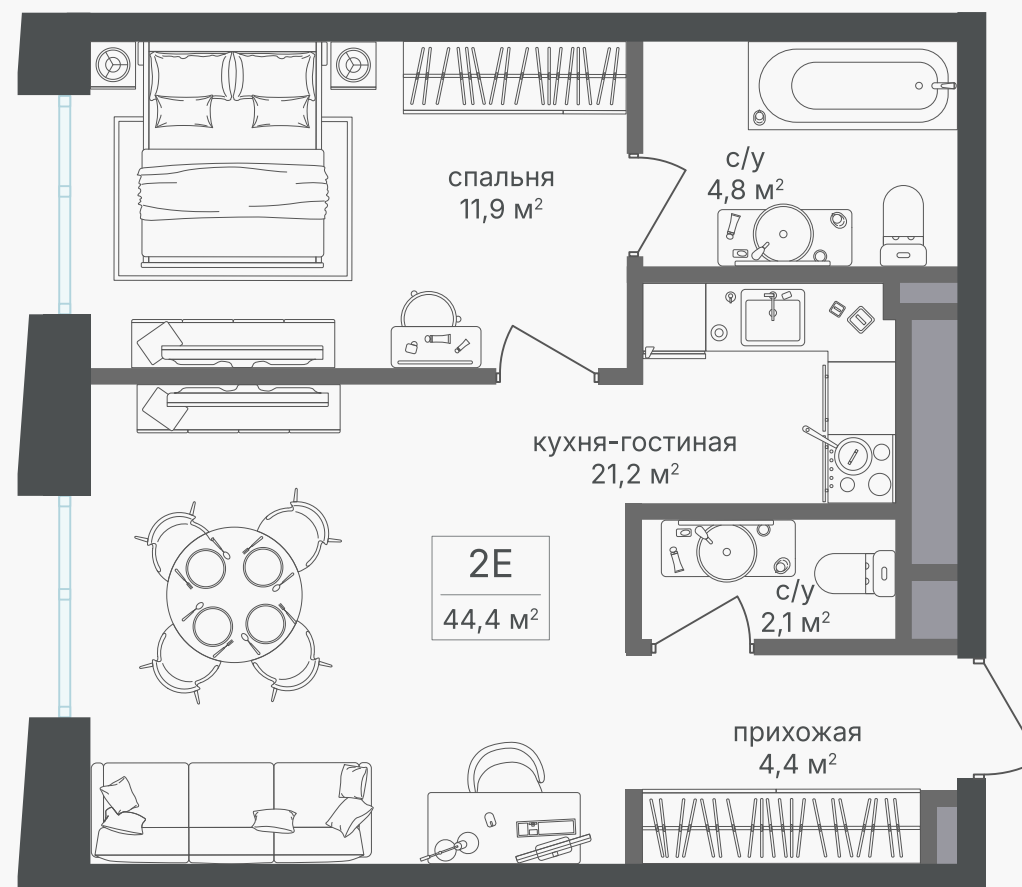 спальня
11,9 м²
с/у
4,8 м²
кухня-гостиная
21,2 м²
2Е
44,4 м²
с/у
2,1 м²
прихожая
4,4 м²